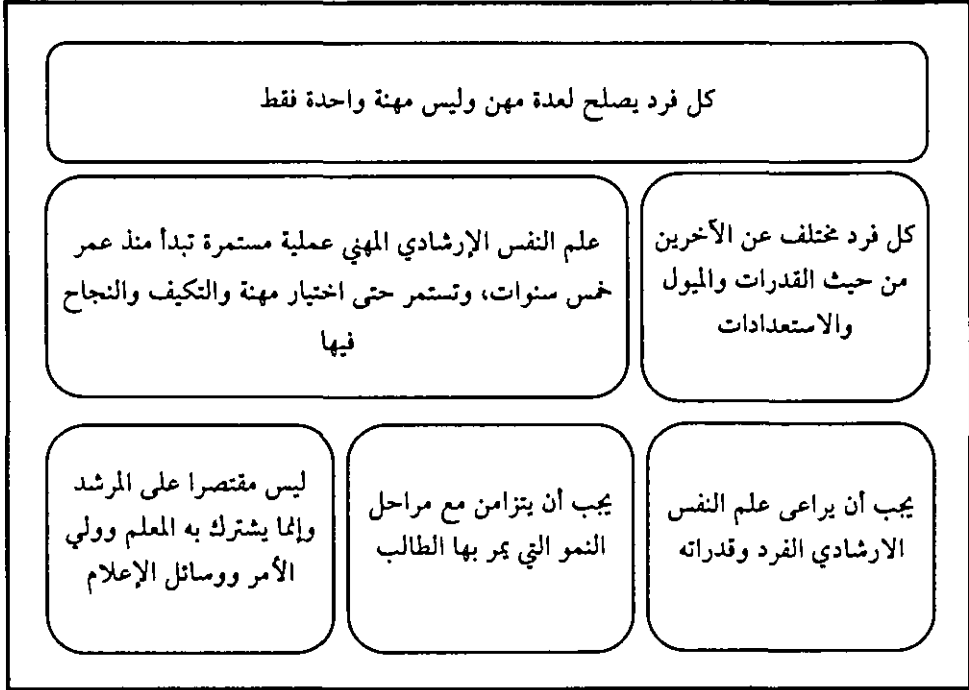 كل فرد يصلح لعدة مهن وليس مهنة واحدة فقط
كل فرد مختلف عن الآخرين
من حيث القدرات والميول
والاستعدادات
علم النفس الإرشادي المهني عملية مستمرة تبدأ منذ عمر
خمس سنوات، وتستمر حتى اختيار مهنة والتكيف والنجاح
فيها
يجب أن يراعى علم النفس
الارشادي الفرد وقدراته
يجب أن يتزامن مع مراحل
النمو التي يمر بها الطالب
ليس مقتصرا على المرشد
وإنما يشترك به المعلم وولي
الأمر ووسائل الإعلام